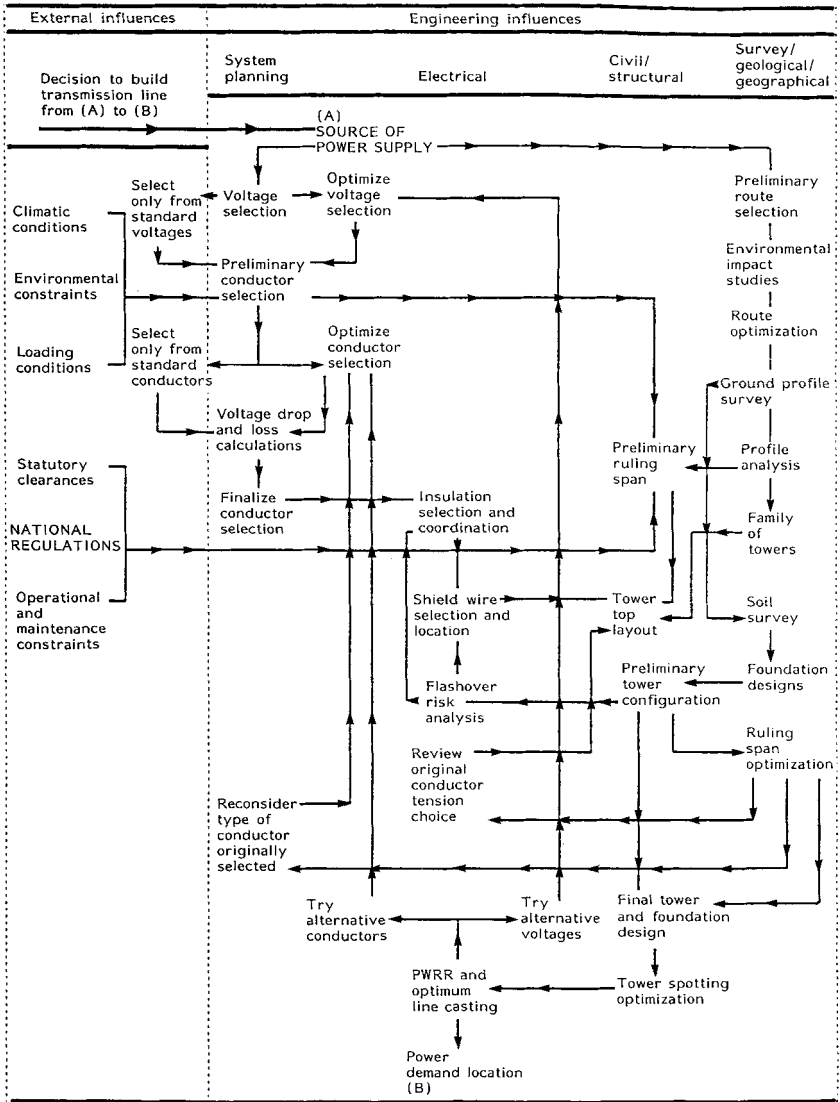 External influences
Engineering influences
Decision to build
transmission line
from (A) to (B)
System
planning
Electrical
Civil/
structural
Survey/
geological/
geographical
(A)
SOURCE OF
POWER SUPPLY
Select
only from
standard
voltages
Voltage
selection
Optimize
voltage
selection
Preliminary
route
selection
Climatic
conditions
Environmental
constraints
Loading
conditions
Preliminary
conductor
selection
Environmental
impact
studies
Route
optimization
Select
only from
standard
conductors
Optimize
conductor
selection
Ground profile
survey
Voltage drop
and loss
calculations
Preliminary
ruling
span
Profile
analysis
Statutory
clearances
Finalize
conductor
selection
Insulation
selection and
coordination
Family
of
towers
NATIONAL
REGULATIONS
Operational
and
maintenance
constraints
Shield wire
selection and
location
Tower
top
layout
Soil
survey
Flashover
risk
analysis
Preliminary
tower
configuration
Foundation
designs
Review
original
conductor
tension
choice
Ruling
span
optimization
Reconsider
type of
conductor
originally
selected
Try
alternative
conductors
Try
alternative
voltages
Final tower
and foundation
design
PWRR and
optimum
line casting
Tower spotting
optimization
Power
demand location
(B)